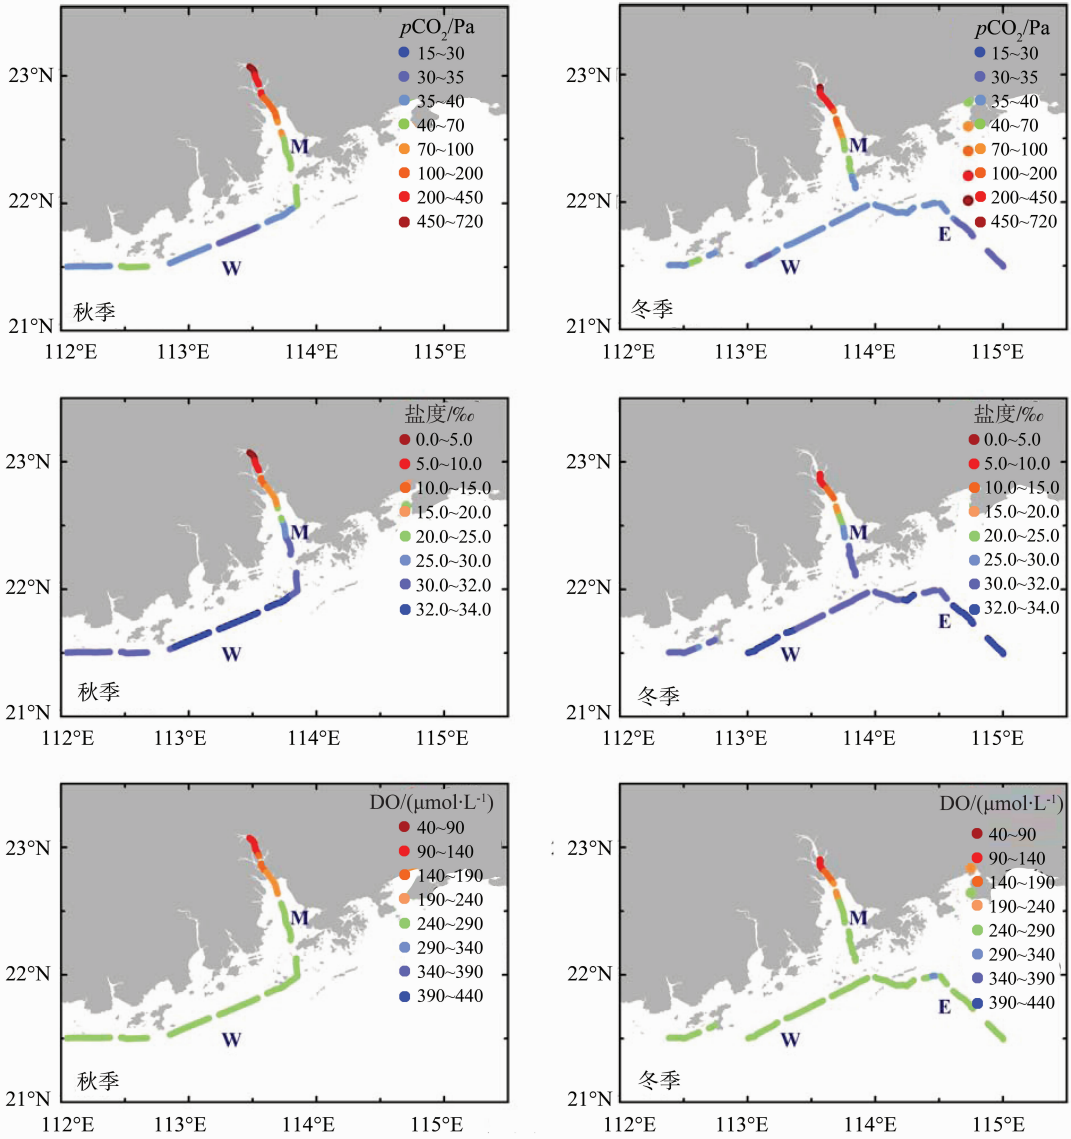 pCO₂/Pa
15~30
30~35
35~40
40~70
70~100
100~200
200~450
450~720
23°N
22°N
21°N
M
W
秋季
112°E
113°E
114°E
115°E
pCO₂/Pa
15~30
30~35
35~40
40~70
70~100
100~200
200~450
450~720
23°N
22°N
21°N
M
E
W
冬季
112°E
113°E
114°E
115°E
盐度/‰
0.0~5.0
5.0~10.0
10.0~15.0
15.0~20.0
20.0~25.0
25.0~30.0
30.0~32.0
32.0~34.0
23°N
22°N
21°N
M
W
秋季
112°E
113°E
114°E
115°E
盐度/‰
0.0~5.0
5.0~10.0
10.0~15.0
15.0~20.0
20.0~25.0
25.0~30.0
30.0~32.0
32.0~34.0
23°N
22°N
21°N
M
E
W
冬季
112°E
113°E
114°E
115°E
DO/(μmol·L⁻¹)
40~90
90~140
140~190
190~240
240~290
290~340
340~390
390~440
23°N
22°N
21°N
M
W
秋季
112°E
113°E
114°E
115°E
DO/(μmol·L⁻¹)
40~90
90~140
140~190
190~240
240~290
290~340
340~390
390~440
23°N
22°N
21°N
M
E
W
冬季
112°E
113°E
114°E
115°E